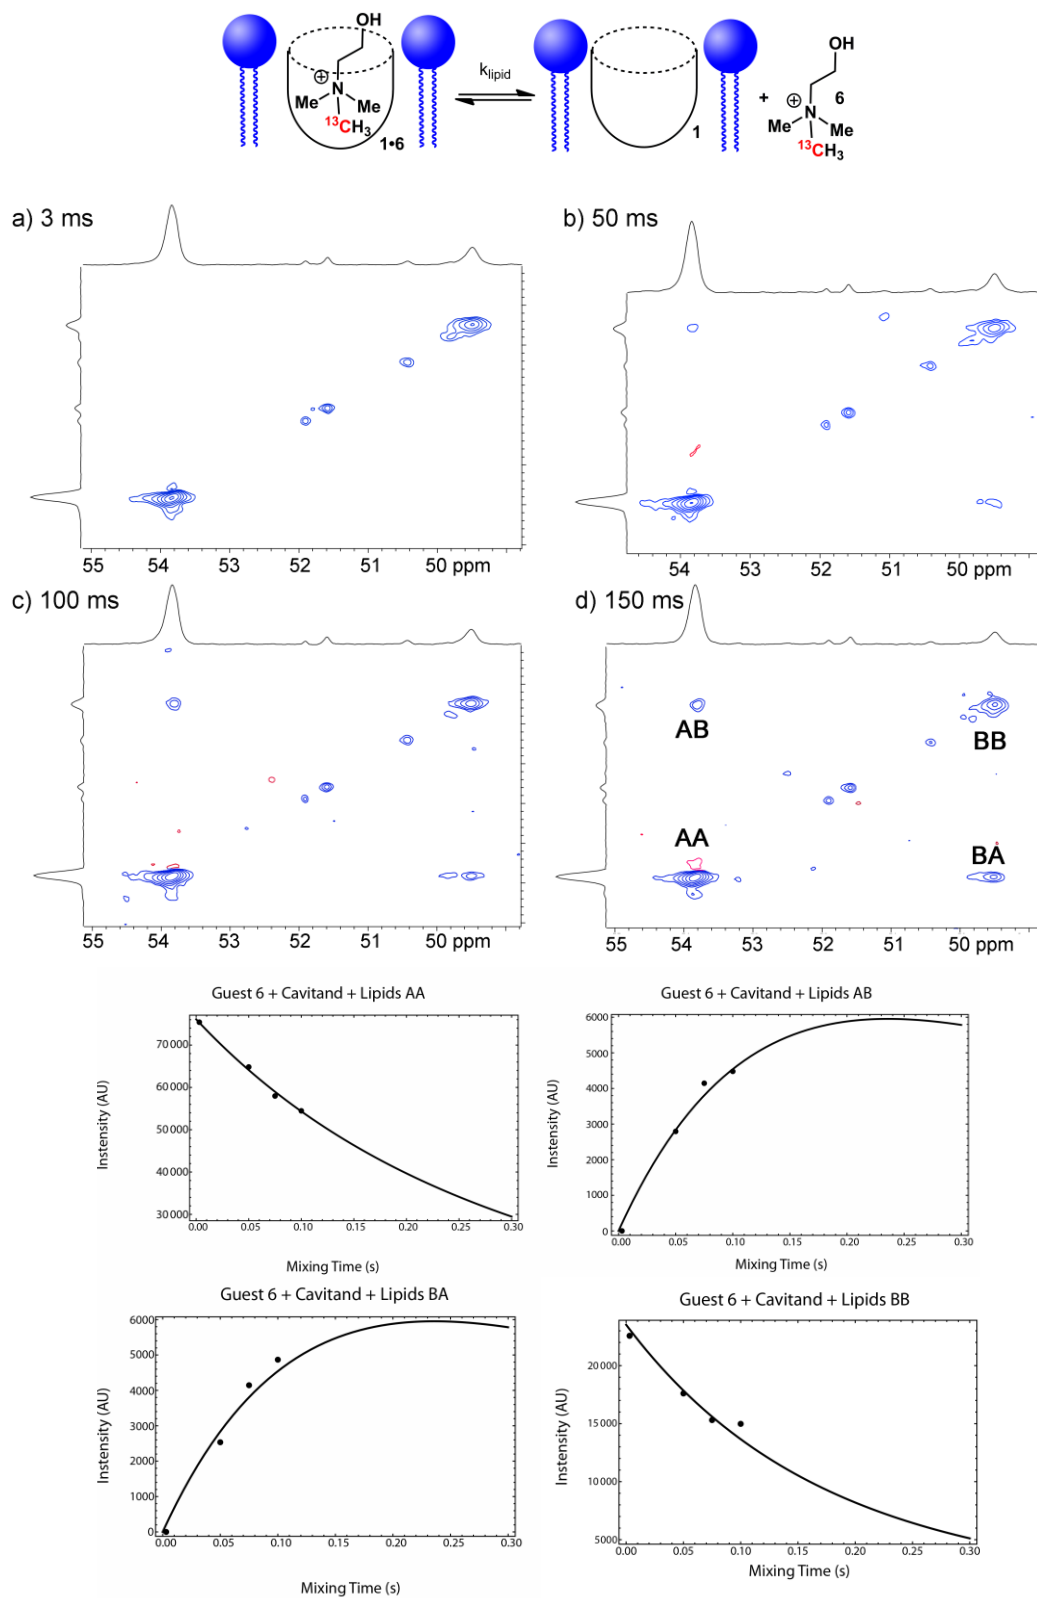 OH
N
⊕
Me
Me
13CH3
1•6
klipid
1
+
OH
6
⊕
N
Me
Me
13CH3
a) 3 ms
b) 50 ms
55 54 53 52 51 50 ppm
54 53 52 51 50 ppm
c) 100 ms
d) 150 ms
AB
BB
AA
BA
55 54 53 52 51 50 ppm
55 54 53 52 51 50 ppm
Guest 6 + Cavitand + Lipids AA
Instensity (AU)
70000
60000
50000
40000
30000
0.00 0.05 0.10 0.15 0.20 0.25 0.30
Mixing Time (s)
Guest 6 + Cavitand + Lipids AB
Instensity (AU)
6000
5000
4000
3000
2000
1000
0
0.00 0.05 0.10 0.15 0.20 0.25 0.30
Mixing Time (s)
Guest 6 + Cavitand + Lipids BA
Instensity (AU)
6000
5000
4000
3000
2000
1000
0
0.00 0.05 0.10 0.15 0.20 0.25 0.30
Mixing Time (s)
Guest 6 + Cavitand + Lipids BB
Instensity (AU)
20000
15000
10000
5000
0.00 0.05 0.10 0.15 0.20 0.25 0.30
Mixing Time (s)